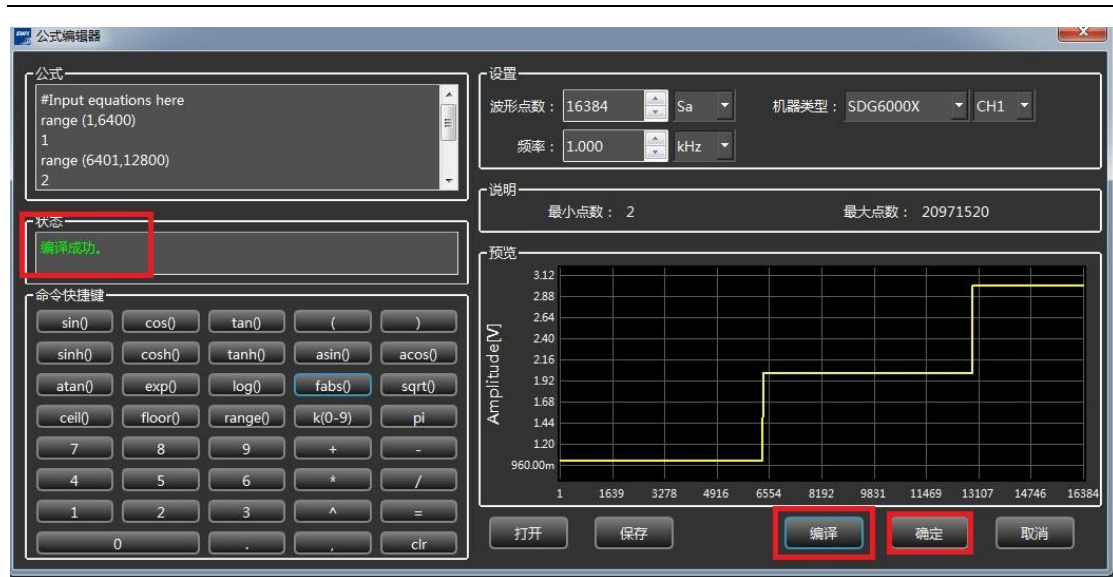 公式编辑器
公式
#Input equations here
range (1,6400)
1
range (6401,12800)
2
状态
编译成功。
命令快捷键
sin() cos() tan() ( )
sinh() cosh() tanh() asin() acos()
atan() exp() log() fabs() sqrt()
ceil() floor() range() k(0-9) pi
7 8 9 + -
4 5 6 * /
1 2 3 ^ =
0 . , clr
设置
波形点数： 16384 Sa 机器类型： SDG6000X CH1
频率： 1.000 kHz
说明
最小点数： 2 最大点数： 20971520
预览
Amplitude[V]
3.12
2.88
2.64
2.40
2.16
1.92
1.68
1.44
1.20
960.00m
1 1639 3278 4916 6554 8192 9831 11469 13107 14746 16384
打开 保存 编译 确定 取消